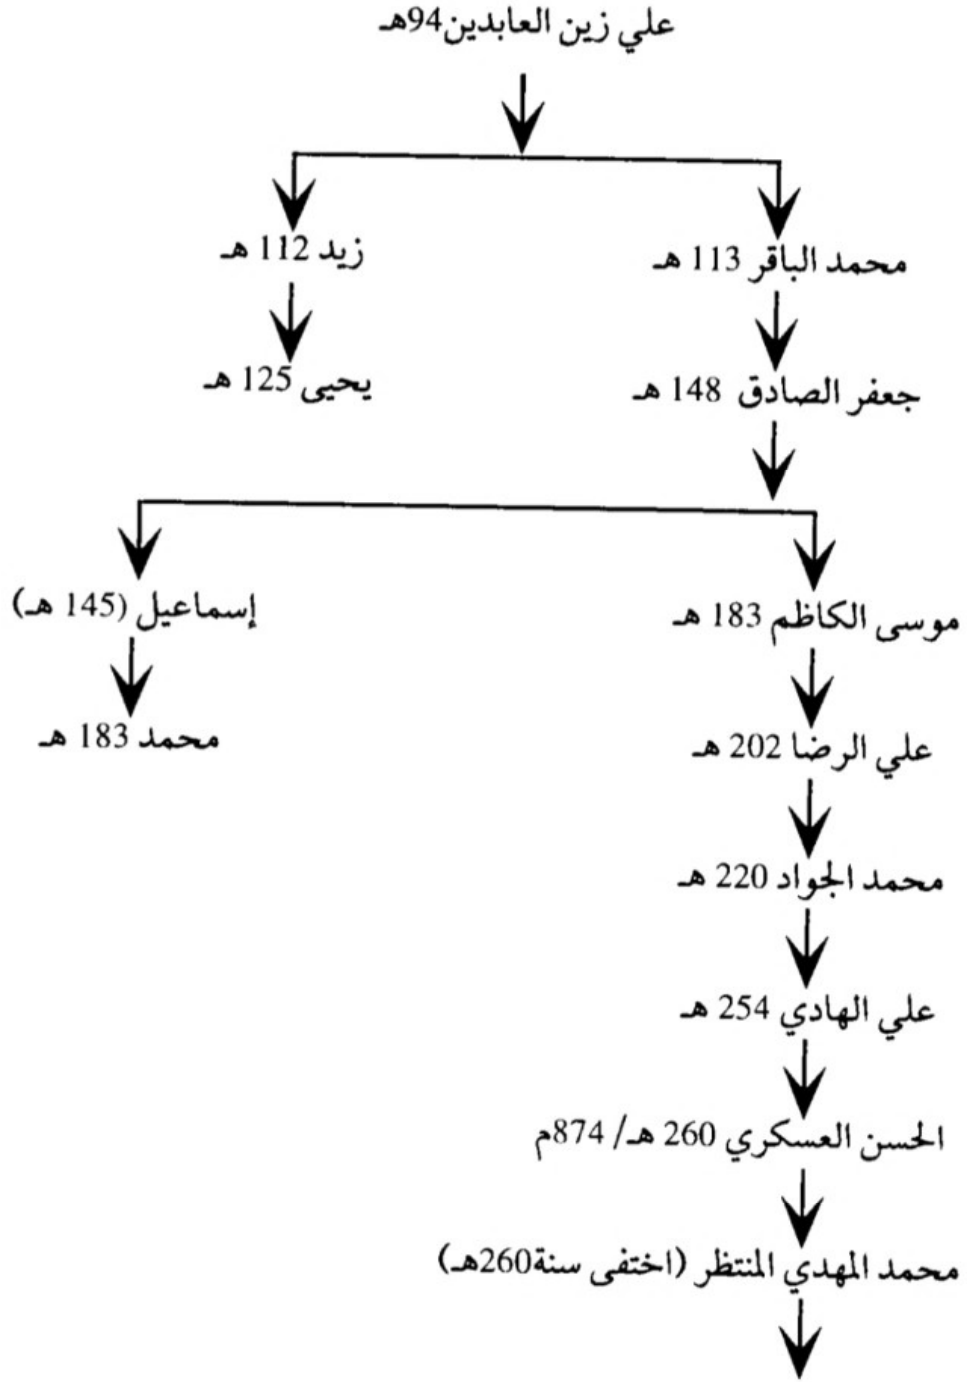 علي زين العابدين94هـ
محمد الباقر 113 هـ
زيد 112 هـ
جعفر الصادق 148 هـ
يحيى 125 هـ
موسى الكاظم 183 هـ
إسماعيل (145 هـ)
علي الرضا 202 هـ
محمد 183 هـ
محمد الجواد 220 هـ
علي الهادي 254 هـ
الحسن العسكري 260 هـ/ 874م
محمد المهدي المنتظر (اختفى سنة260هـ)